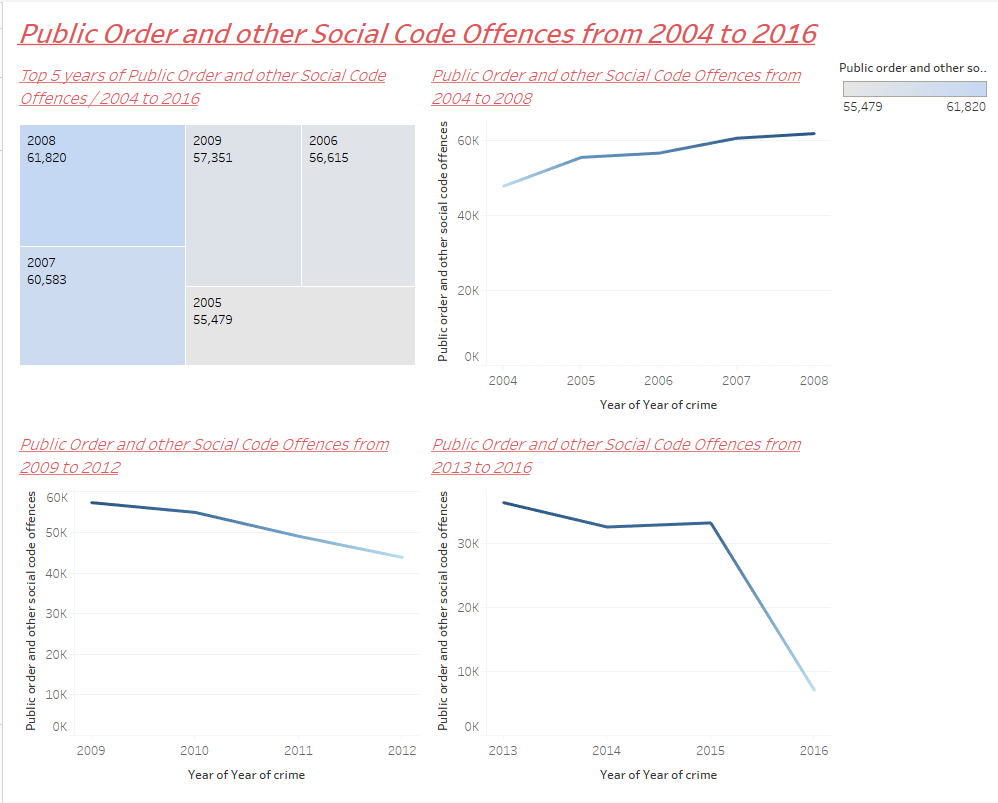 Public Order and other Social Code Offences from 2004 to 2016
Top 5 years of Public Order and other Social Code
Offences / 2004 to 2016
2008
61,820
2009
57,351
2006
56,615
2007
60,583
2005
55,479
Public Order and other Social Code Offences from
2004 to 2008
Public order and other social code offences
60K
40K
20K
0K
2004 2005 2006 2007 2008
Year of Year of crime
Public order and other so..
55,479 61,820
Public Order and other Social Code Offences from
2009 to 2012
Public order and other social code offences
60K
50K
40K
30K
20K
10K
0K
2009 2010 2011 2012
Year of Year of crime
Public Order and other Social Code Offences from
2013 to 2016
Public order and other social code offences
30K
20K
10K
0K
2013 2014 2015 2016
Year of Year of crime